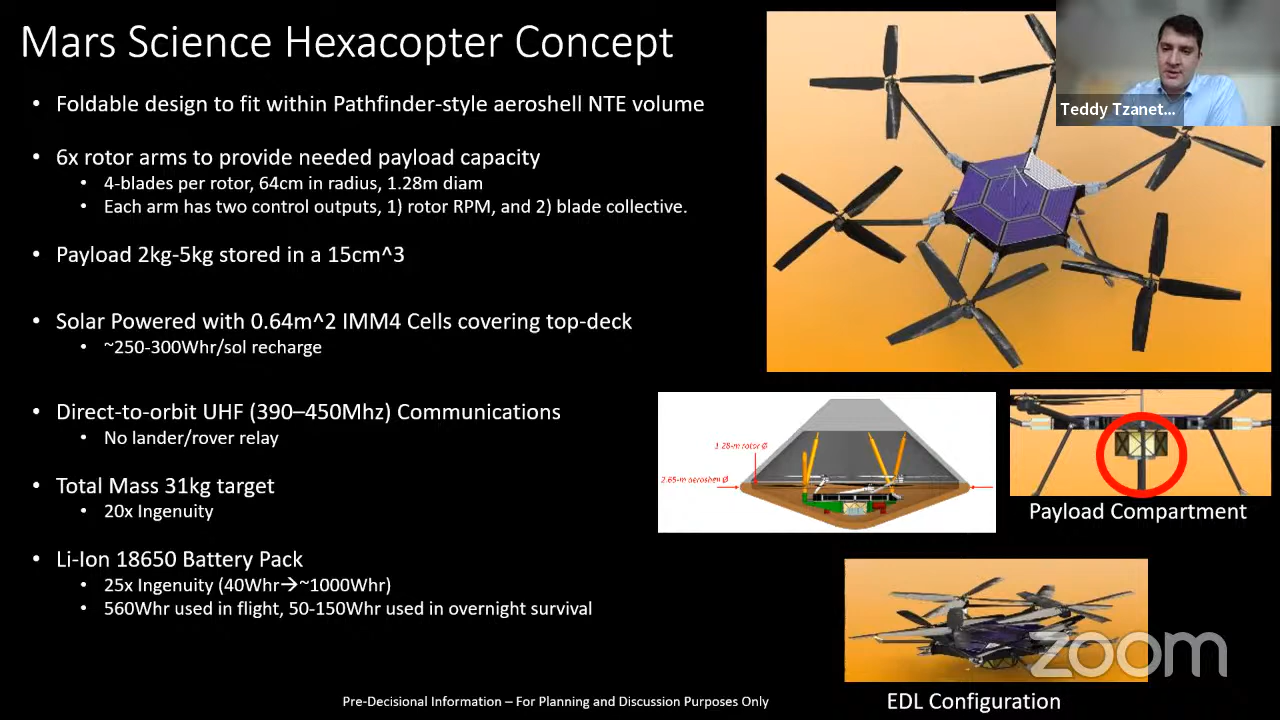 Mars Science Hexacopter Concept
Teddy Tzanet...
• Foldable design to fit within Pathfinder-style aeroshell NTE volume
• 6x rotor arms to provide needed payload capacity
• 4-blades per rotor, 64cm in radius, 1.28m diam
• Each arm has two control outputs, 1) rotor RPM, and 2) blade collective.
• Payload 2kg-5kg stored in a 15cm^3
• Solar Powered with 0.64m^2 IMM4 Cells covering top-deck
• ~250-300Whr/sol recharge
• Direct-to-orbit UHF (390–450Mhz) Communications
• No lander/rover relay
• Total Mass 31kg target
• 20x Ingenuity
• Li-Ion 18650 Battery Pack
• 25x Ingenuity (40Whr→~1000Whr)
• 560Whr used in flight, 50-150Whr used in overnight survival
1.28-m rotor Ø
2.65-m aeroshell Ø
Payload Compartment
zoom
EDL Configuration
Pre-Decisional Information – For Planning and Discussion Purposes Only